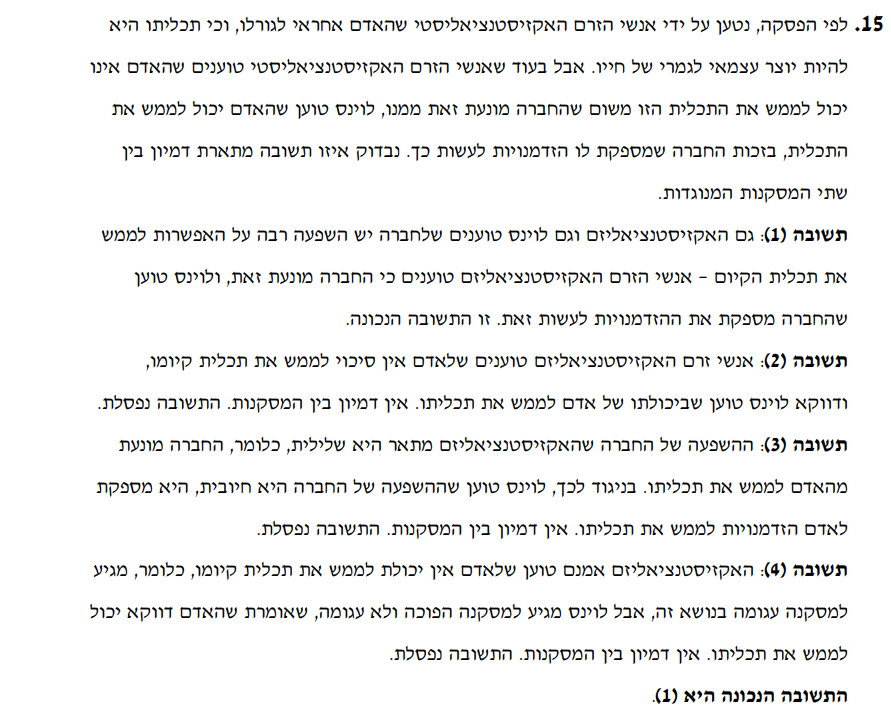 15. לפי הפסקה, נטען על ידי אנשי הזרם האקזיסטנציאליסטי שהאדם אחראי לגורלו, וכי תכליתו היא
להיות יוצר עצמאי לגמרי של חייו. אבל בעוד שאנשי הזרם האקזיסטנציאליסטי טוענים שהאדם אינו
יכול לממש את התכלית הזו משום שהחברה מונעת זאת ממנו, לוינס טוען שהאדם יכול לממש את
התכלית, בזכות החברה שמספקת לו הזדמנויות לעשות כך. נבדוק איזו תשובה מתארת דמיון בין
שתי המסקנות המנוגדות.
תשובה (1): גם האקזיסטנציאליזם וגם לוינס טוענים שלחברה יש השפעה רבה על האפשרות לממש
את תכלית הקיום – אנשי הזרם האקזיסטנציאליזם טוענים כי החברה מונעת זאת, ולוינס טוען
שהחברה מספקת את ההזדמנויות לעשות זאת. זו התשובה הנכונה.
תשובה (2): אנשי זרם האקזיסטנציאליזם טוענים שלאדם אין סיכוי לממש את תכלית קיומו,
ודווקא לוינס טוען שביכולתו של אדם לממש את תכליתו. אין דמיון בין המסקנות. התשובה נפסלת.
תשובה (3): ההשפעה של החברה שהאקזיסטנציאליזם מתאר היא שלילית, כלומר, החברה מונעת
מהאדם לממש את תכליתו. בניגוד לכך, לוינס טוען שההשפעה של החברה היא חיובית, היא מספקת
לאדם הזדמנויות לממש את תכליתו. אין דמיון בין המסקנות. התשובה נפסלת.
תשובה (4): האקזיסטנציאליזם אמנם טוען שלאדם אין יכולת לממש את תכלית קיומו, כלומר, מגיע
למסקנה עגומה בנושא זה, אבל לוינס מגיע למסקנה הפוכה ולא עגומה, שאומרת שהאדם דווקא יכול
לממש את תכליתו. אין דמיון בין המסקנות. התשובה נפסלת.
התשובה הנכונה היא (1).